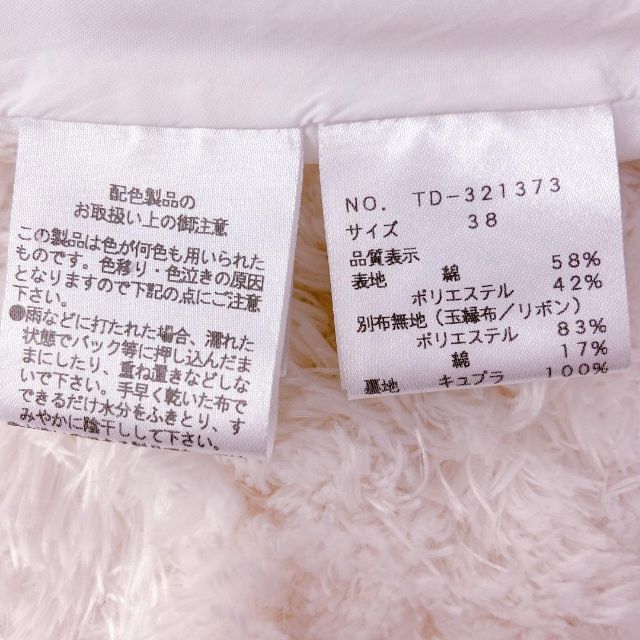 配色製品の
お取扱い上の御注意
この製品は色が何色も用いられた
ものです。色移り・色泣きの原因
となりますので下記の点にご注意
下さい。
●雨などに打たれた場合、濡れた
状態でバック等に押し込んだま
まにしたり、重ね置きなどしな
いで下さい。手早く乾いた布で
できるだけ水分をふきとり、す
みやかに陰干しして下さい。
NO. TD-321373
サイズ 38
品質表示
表地 綿 58%
ポリエステル 42%
別布無地(玉縁布/リボン)
ポリエステル 83%
綿 17%
裏地 キュプラ 100%